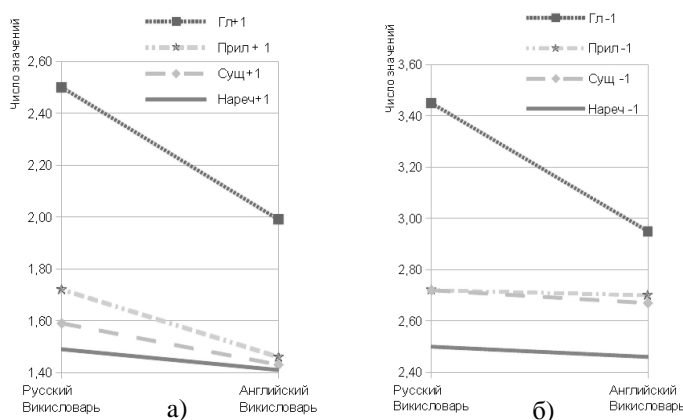 Число значений
Гл+1
Прил + 1
Сущ +1
Нареч+1
2,60
2,40
2,20
2,00
1,80
1,60
1,40
Русский
Викисловарь
Английский
Викисловарь
а)
Число значений
Гл -1
Прил -1
Сущ -1
Нареч -1
3,60
3,40
3,20
3,00
2,80
2,60
2,40
Русский
Викисловарь
Английский
Викисловарь
б)